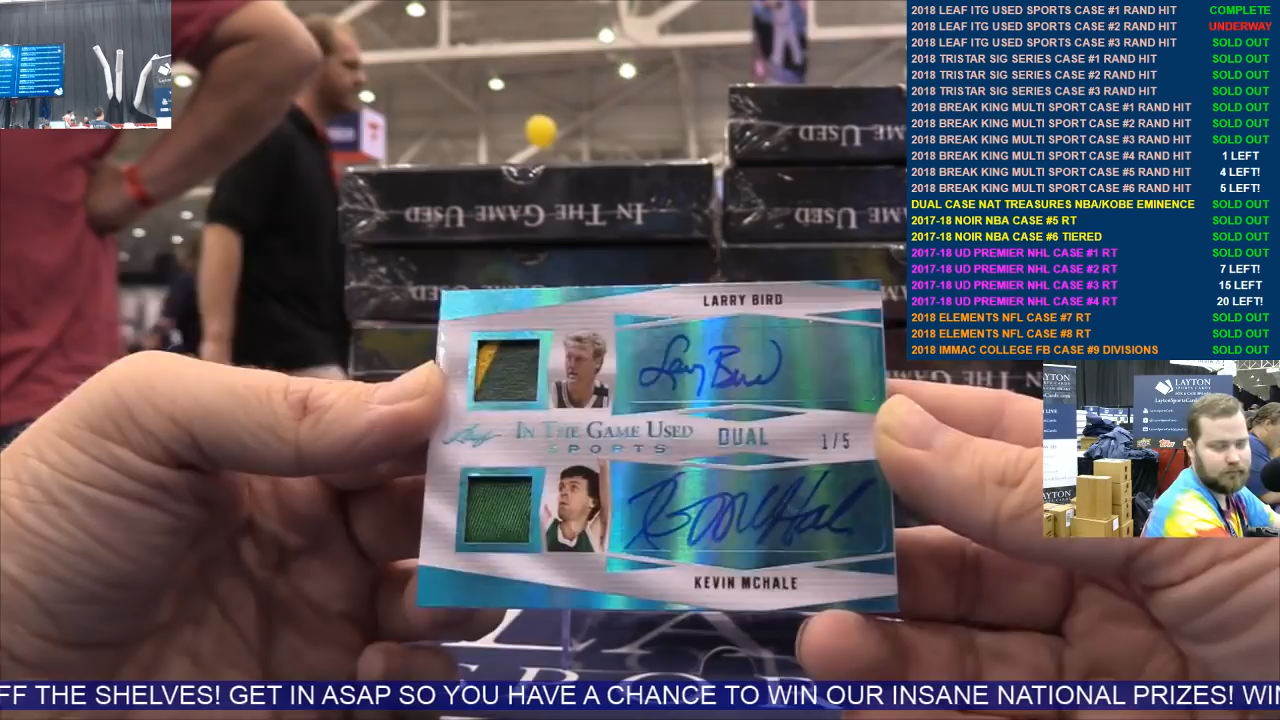 2018 LEAF ITG USED SPORTS CASE #1 RAND HIT COMPLETE
2018 LEAF ITG USED SPORTS CASE #2 RAND HIT UNDERWAY
2018 LEAF ITG USED SPORTS CASE #3 RAND HIT SOLD OUT
2018 TRISTAR SIG SERIES CASE #1 RAND HIT SOLD OUT
2018 TRISTAR SIG SERIES CASE #2 RAND HIT SOLD OUT
2018 TRISTAR SIG SERIES CASE #3 RAND HIT SOLD OUT
2018 BREAK KING MULTI SPORT CASE #1 RAND HIT SOLD OUT
2018 BREAK KING MULTI SPORT CASE #2 RAND HIT SOLD OUT
2018 BREAK KING MULTI SPORT CASE #3 RAND HIT SOLD OUT
2018 BREAK KING MULTI SPORT CASE #4 RAND HIT 1 LEFT
2018 BREAK KING MULTI SPORT CASE #5 RAND HIT 4 LEFT!
2018 BREAK KING MULTI SPORT CASE #6 RAND HIT 5 LEFT!
DUAL CASE NAT TREASURES NBA/KOBE EMINENCE SOLD OUT
2017-18 NOIR NBA CASE #5 RT SOLD OUT
2017-18 NOIR NBA CASE #6 TIERED SOLD OUT
2017-18 UD PREMIER NHL CASE #1 RT SOLD OUT
2017-18 UD PREMIER NHL CASE #2 RT 7 LEFT!
2017-18 UD PREMIER NHL CASE #3 RT 15 LEFT
2017-18 UD PREMIER NHL CASE #4 RT 20 LEFT!
2018 ELEMENTS NFL CASE #7 RT SOLD OUT
2018 ELEMENTS NFL CASE #8 RT SOLD OUT
2018 IMMAC COLLEGE FB CASE #9 DIVISIONS SOLD OUT
IN THE GAME USED
GAME USED
LARRY BIRD
Larry Bird
Leaf IN THE GAME USED DUAL 1/5
SPORTS
KEVIN MCHALE
LAYTON
SPORTS CARDS
LaytonSportsCards.com
FF THE SHELVES! GET IN ASAP SO YOU HAVE A CHANCE TO WIN OUR INSANE NATIONAL PRIZES! WI